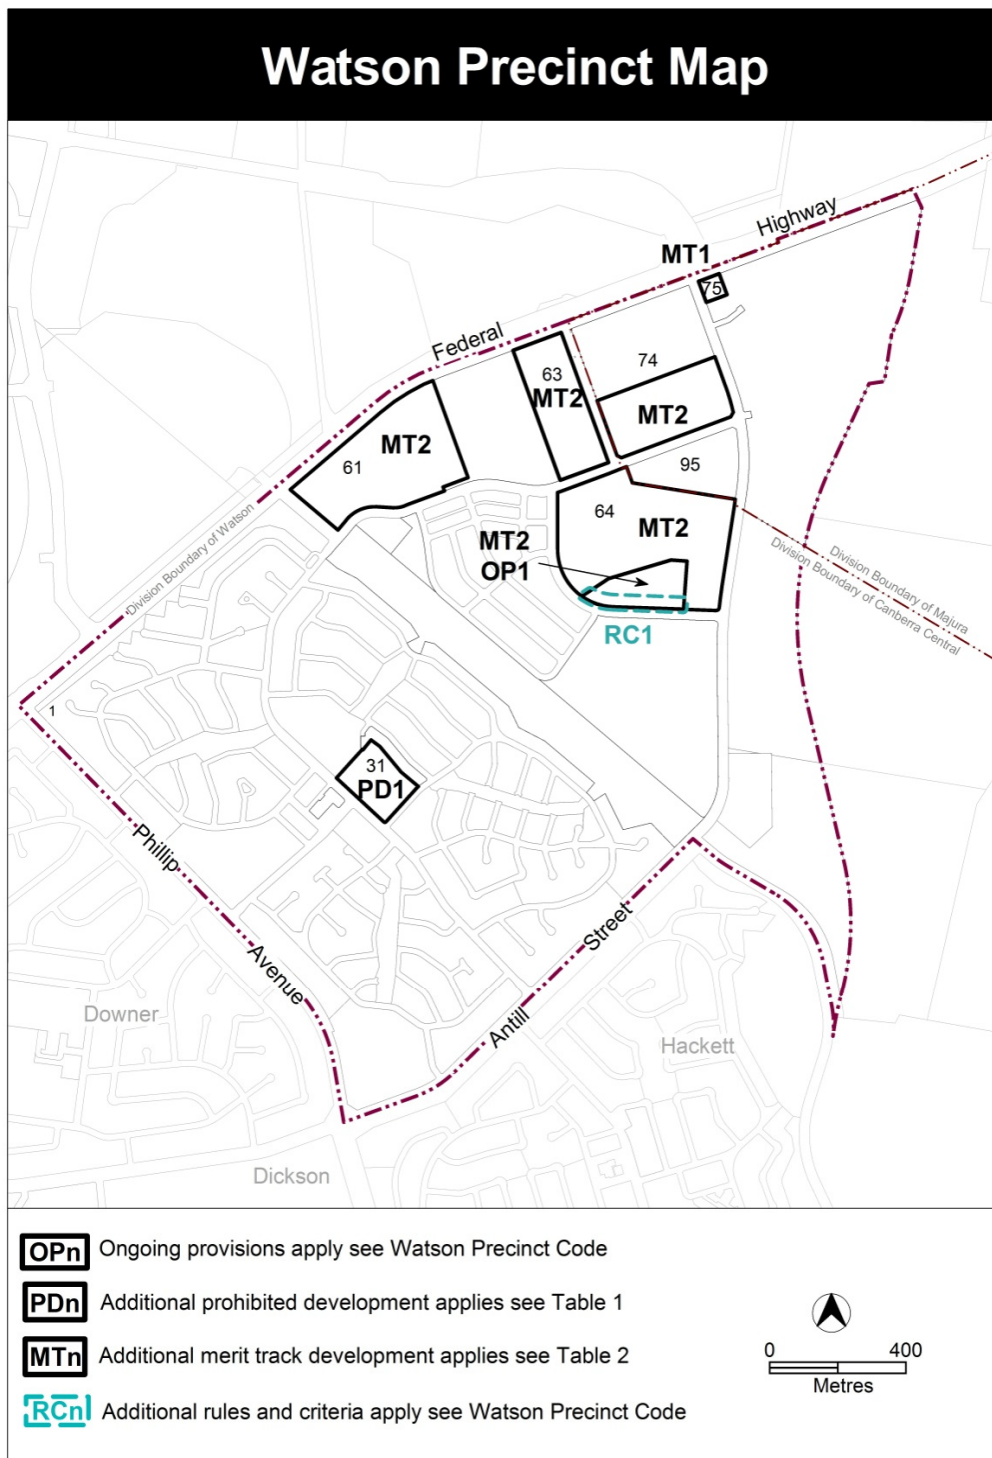 Watson Precinct Map
Highway
MT1
75
Federal
74
63
MT2
MT2
MT2
61
95
64
MT2
Division Boundary of Watson
MT2
OP1
Division Boundary of Majura
Division Boundary of Canberra Central
RC1
1
31
PD1
Phillip
Avenue
Street
Antill
Downer
Hackett
Dickson
OPn Ongoing provisions apply see Watson Precinct Code
PDn Additional prohibited development applies see Table 1
MTn Additional merit track development applies see Table 2
RCn Additional rules and criteria apply see Watson Precinct Code
0 400
Metres